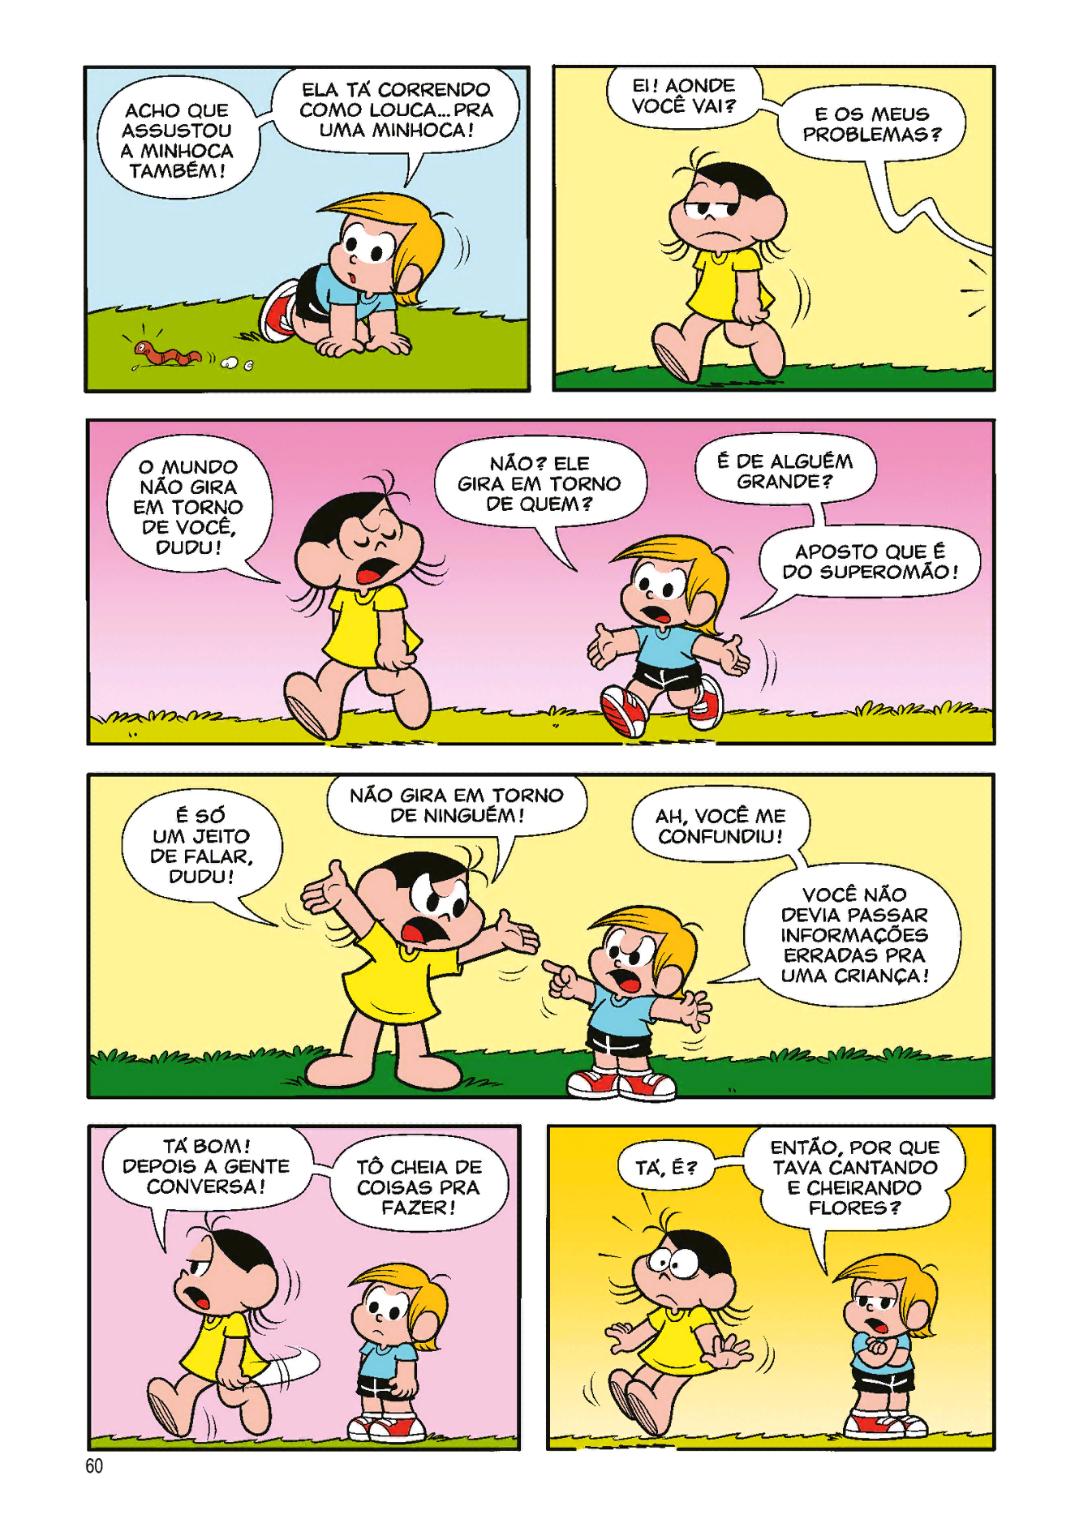 ACHO QUE
ASSUSTOU
A MINHOCA
TAMBÉM!
ELA TÁ CORRENDO
COMO LOUCA...PRA
UMA MINHOCA!
EI! AONDE
VOCÊ VAI?
E OS MEUS
PROBLEMAS?
O MUNDO
NÃO GIRA
EM TORNO
DE VOCÊ,
DUDU!
NÃO? ELE
GIRA EM TORNO
DE QUEM?
É DE ALGUÉM
GRANDE?
APOSTO QUE É
DO SUPEROMÃO!
É SÓ
UM JEITO
DE FALAR,
DUDU!
NÃO GIRA EM TORNO
DE NINGUÉM!
AH, VOCÊ ME
CONFUNDIU!
VOCÊ NÃO
DEVIA PASSAR
INFORMAÇÕES
ERRADAS PRA
UMA CRIANÇA!
TÁ BOM!
DEPOIS A GENTE
CONVERSA!
TÔ CHEIA DE
COISAS PRA
FAZER!
TÁ, É?
ENTÃO, POR QUE
TAVA CANTANDO
E CHEIRANDO
FLORES?
60